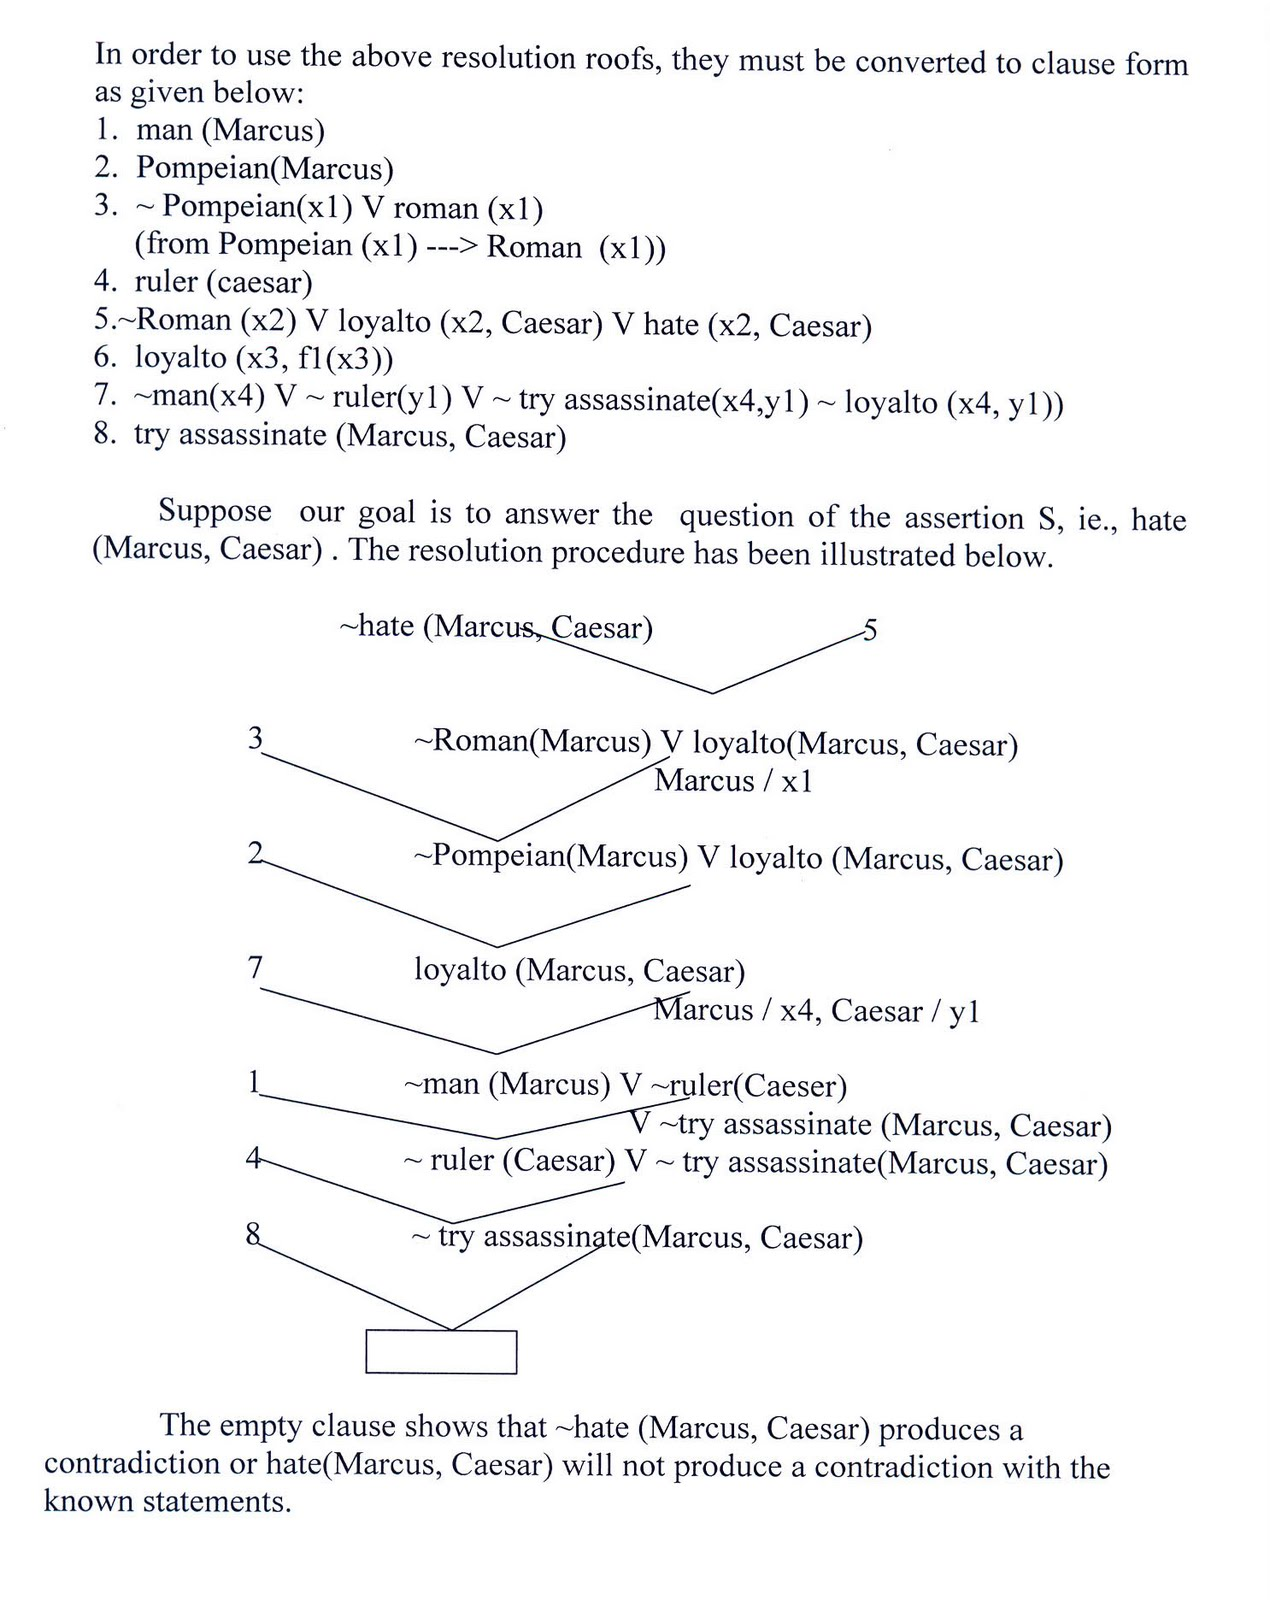 In order to use the above resolution roofs, they must be converted to clause form
as given below:
1. man (Marcus)
2. Pompeian(Marcus)
3. ~ Pompeian(x1) V roman (x1)
(from Pompeian (x1) ---> Roman (x1))
4. ruler (caesar)
5.~Roman (x2) V loyalto (x2, Caesar) V hate (x2, Caesar)
6. loyalto (x3, f1(x3))
7. ~man(x4) V ~ ruler(y1) V ~ try assassinate(x4,y1) ~ loyalto (x4, y1))
8. try assassinate (Marcus, Caesar)
Suppose our goal is to answer the question of the assertion S, ie., hate
(Marcus, Caesar) . The resolution procedure has been illustrated below.
~hate (Marcus, Caesar) 5
3 ~Roman(Marcus) V loyalto(Marcus, Caesar)
Marcus / x1
2 ~Pompeian(Marcus) V loyalto (Marcus, Caesar)
7 loyalto (Marcus, Caesar)
Marcus / x4, Caesar / y1
1 ~man (Marcus) V ~ruler(Caeser)
V ~try assassinate (Marcus, Caesar)
4 ~ ruler (Caesar) V ~ try assassinate(Marcus, Caesar)
8 ~ try assassinate(Marcus, Caesar)
The empty clause shows that ~hate (Marcus, Caesar) produces a
contradiction or hate(Marcus, Caesar) will not produce a contradiction with the
known statements.